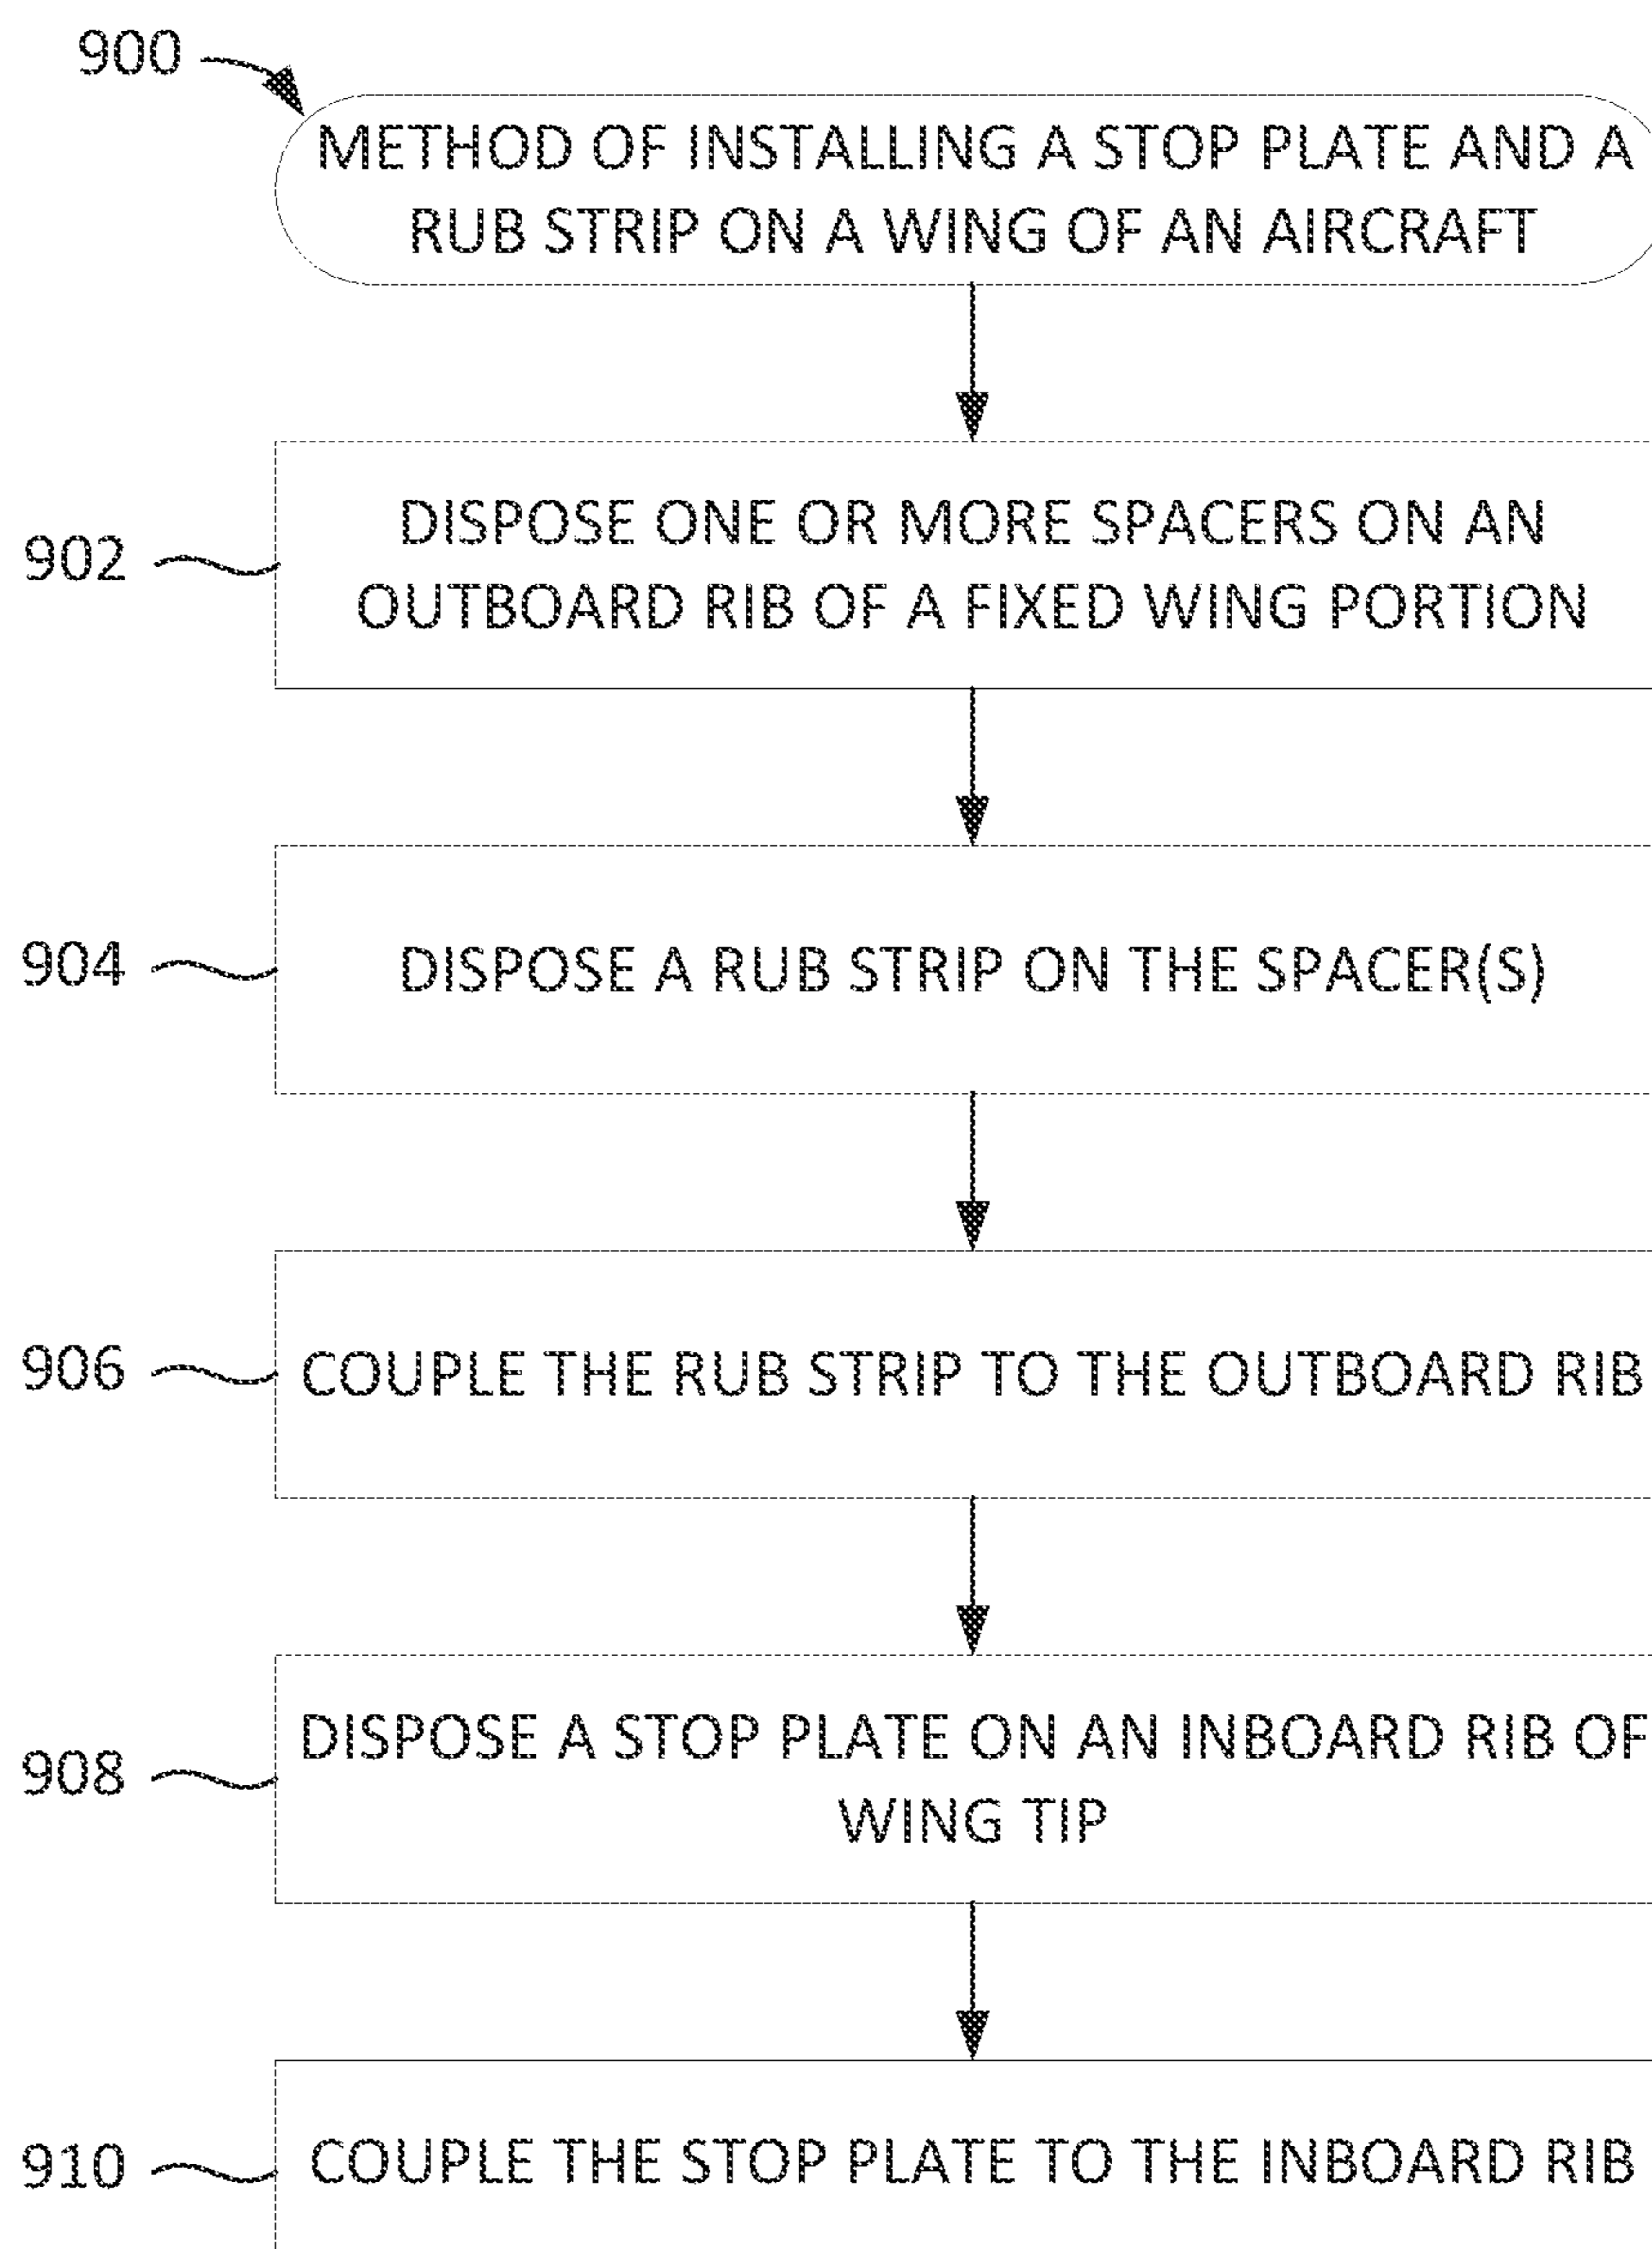 900
METHOD OF INSTALLING A STOP PLATE AND A
RUB STRIP ON A WING OF AN AIRCRAFT
902
DISPOSE ONE OR MORE SPACERS ON AN
OUTBOARD RIB OF A FIXED WING PORTION
904
DISPOSE A RUB STRIP ON THE SPACER(S)
906
COUPLE THE RUB STRIP TO THE OUTBOARD RIB
908
DISPOSE A STOP PLATE ON AN INBOARD RIB OF
WING TIP
910
COUPLE THE STOP PLATE TO THE INBOARD RIB